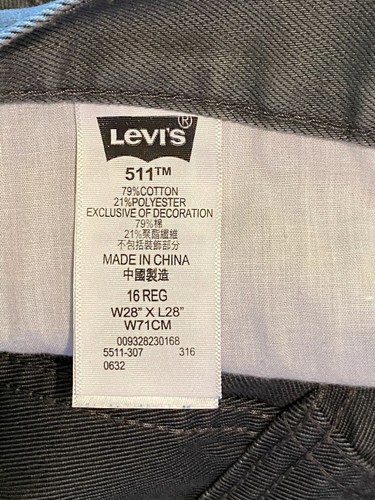 LEVI'S®
511™
79%COTTON
21%POLYESTER
EXCLUSIVE OF DECORATION
79%棉
21%聚酯纖維
不包括裝飾部分
MADE IN CHINA
中國製造
16 REG
W28" X L28"
W71CM
009328230168
5511-307 316
0632